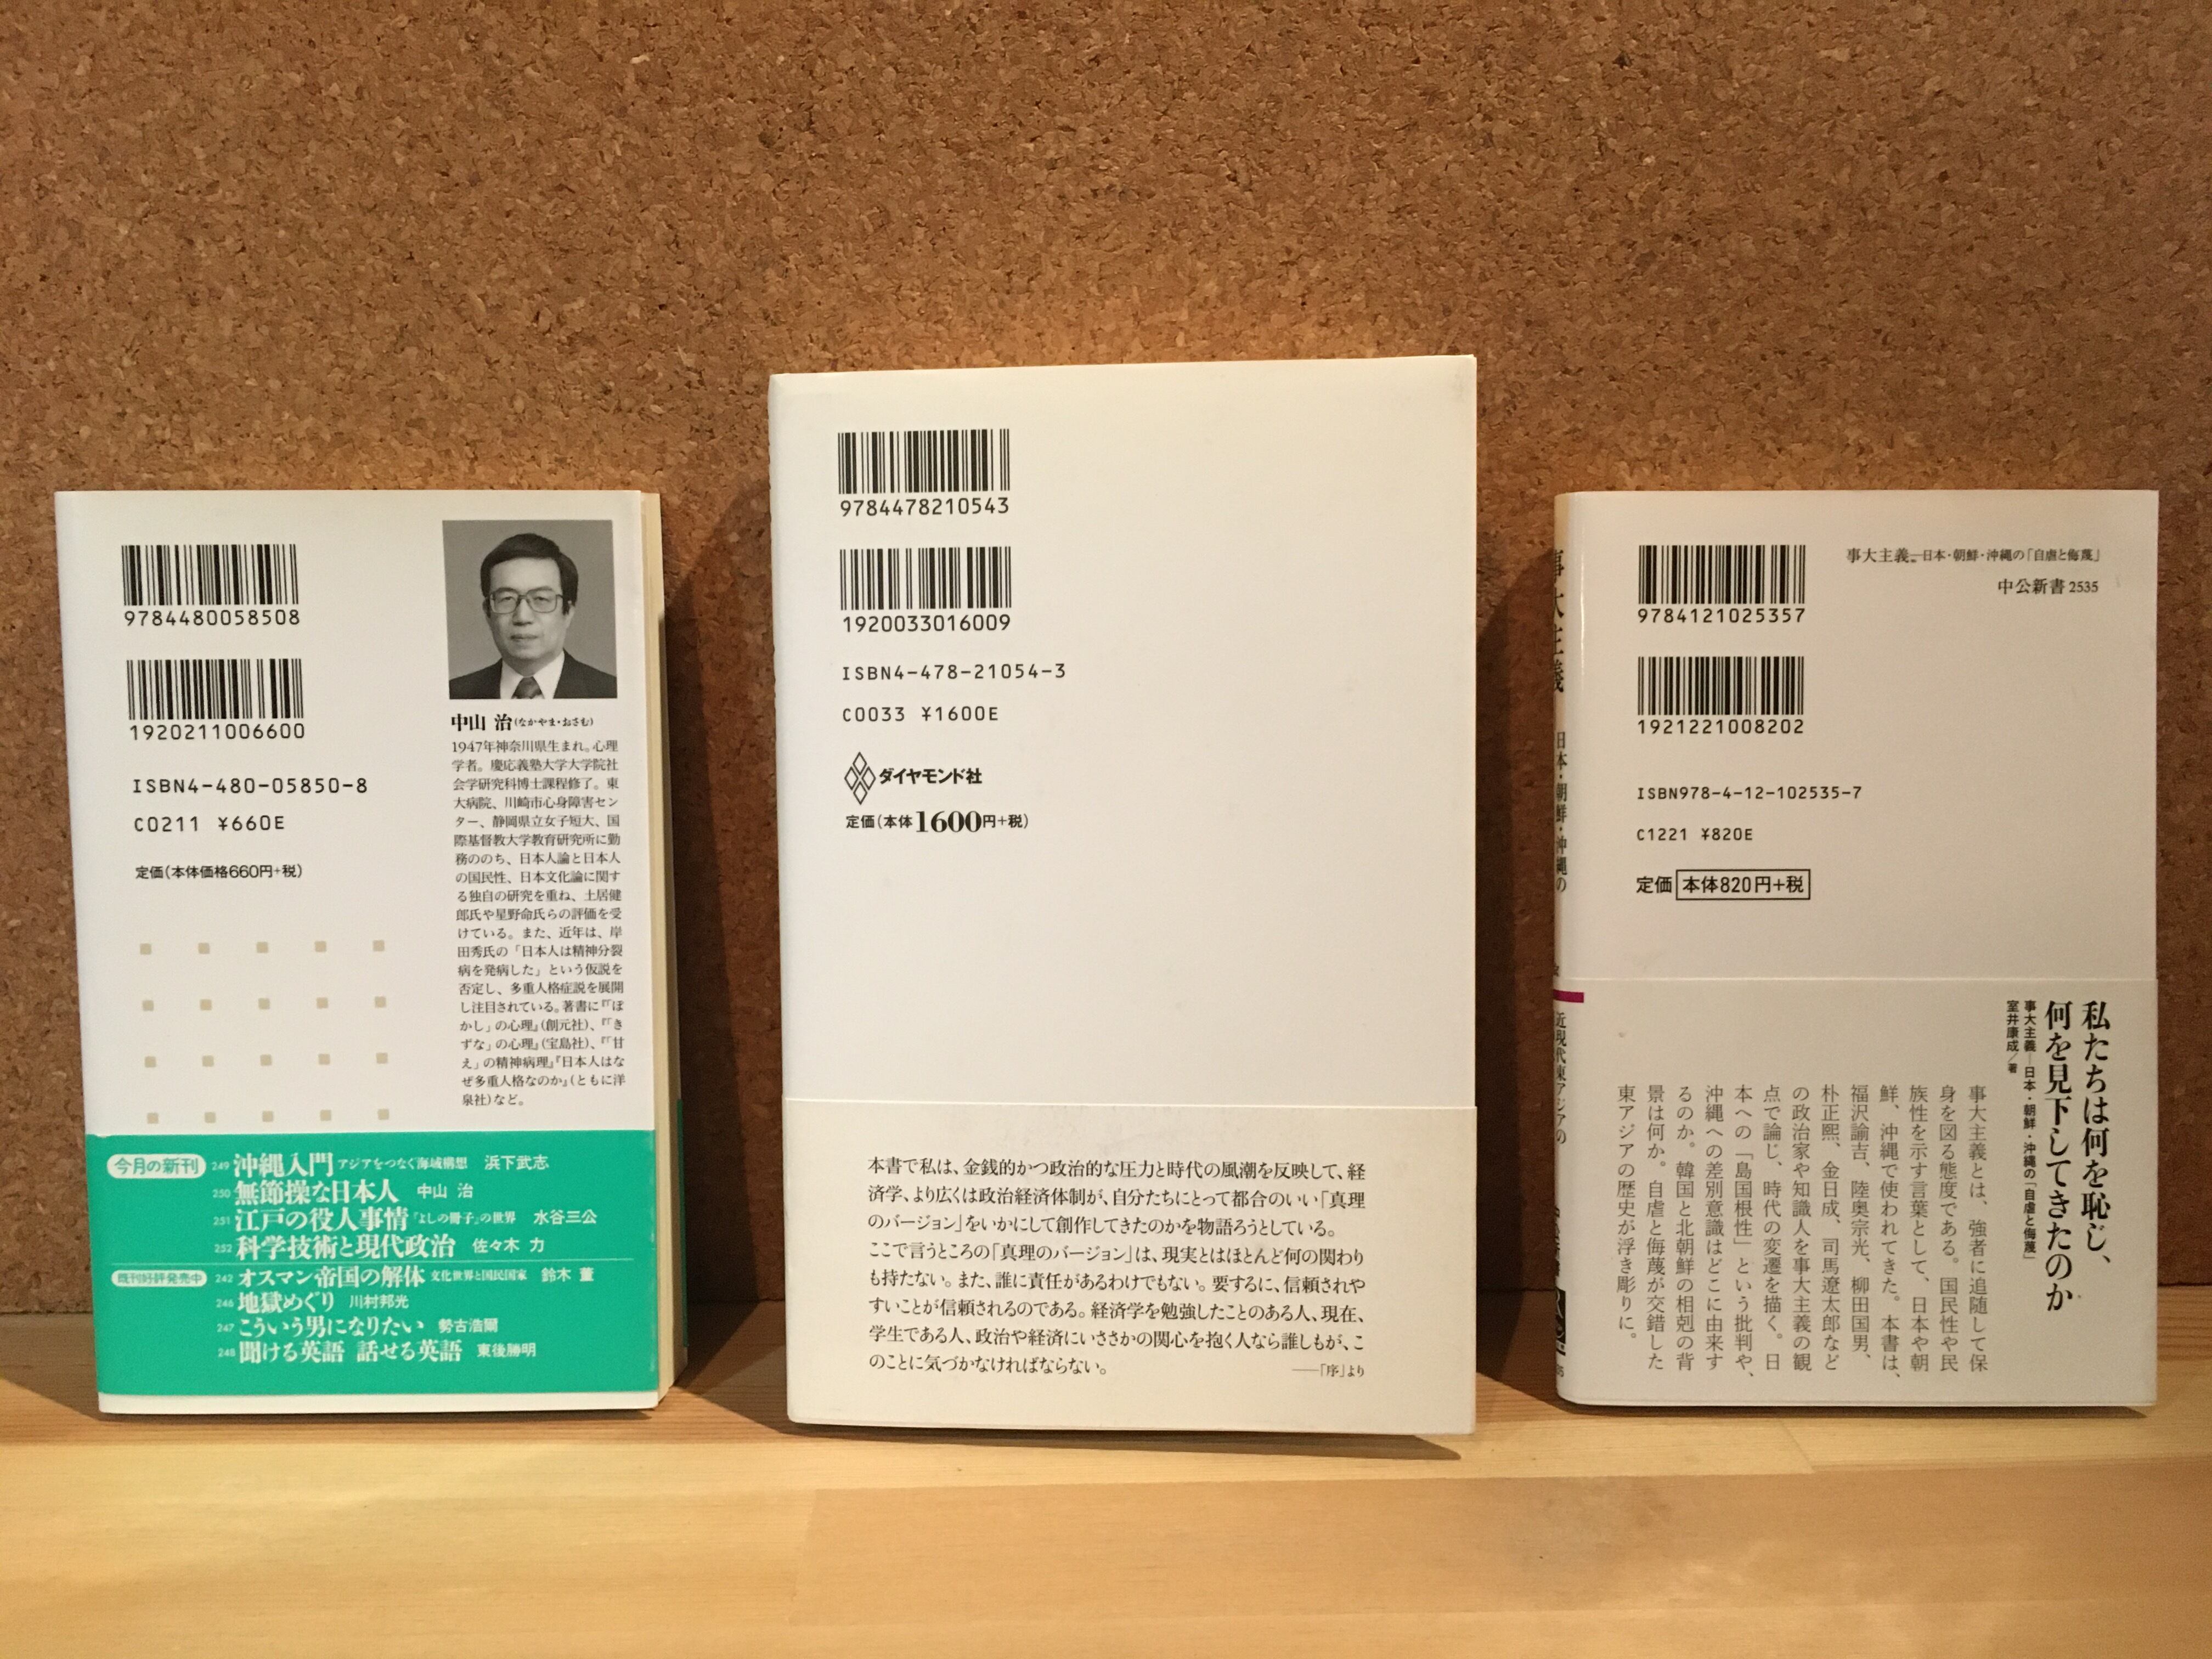 9784480058508
1920211006600
ISBN4-480-05850-8
C0211 ¥660E
定価(本体価格660円+税)
中山 治(なかやま・おさむ)
1947年神奈川県生まれ。心理
学者。慶応義塾大学大学院社
会学研究科博士課程修了。東
大病院、川崎市心身障害セン
ター、静岡県立女子短大、国
際基督教大学教育研究所に勤
務ののち、日本人論と日本人
の国民性、日本文化論に関す
る独自の研究を重ね、土居健
郎氏や星野命氏らの評価を受
けている。また、近年は、岸
田秀氏の「日本人は精神分裂
病を発病した」という仮説を
否定し、多重人格症説を展開
し注目されている。著書に『「ぼ
かし」の心理』(創元社)、『「き
ずな」の心理』(宝島社)、『「甘
え」の精神病理』『日本人はな
ぜ多重人格なのか』(ともに洋
泉社)など。
今月の新刊 249 沖縄入門 アジアをつなぐ海域構想 浜下武志
250 無節操な日本人 中山 治
251 江戸の役人事情 『よしの冊子』の世界 水谷三公
252 科学技術と現代政治 佐々木 力
既刊好評発売中 242 オスマン帝国の解体 文化世界と国民国家 鈴木 董
246 地獄めぐり 川村邦光
247 こういう男になりたい 勢古浩爾
248 聞ける英語 話せる英語 東後勝明
9784478210543
1920033016009
ISBN4-478-21054-3
C0033 ¥1600E
ダイヤモンド社
定価(本体1600円+税)
本書で私は、金銭的かつ政治的な圧力と時代の風潮を反映して、経
済学、より広くは政治経済体制が、自分たちにとって都合のいい「真理
のバージョン」をいかにして創作してきたのかを物語ろうとしている。
ここで言うところの「真理のバージョン」は、現実とはほとんど何の関わり
も持たない。また、誰に責任があるわけでもない。要するに、信頼されや
すいことが信頼されるのである。経済学を勉強したことのある人、現在、
学生である人、政治や経済にいささかの関心を抱く人なら誰しもが、こ
のことに気づかなければならない。
——「序」より
事大主義 日本・朝鮮・沖縄の
近現代東アジアの
9784121025357
1921221008202
事大主義―日本・朝鮮・沖縄の「自虐と侮蔑」
中公新書 2535
ISBN978-4-12-102535-7
C1221 ¥820E
定価 本体820円+税
私たちは何を恥じ、
何を見下してきたのか
事大主義―日本・朝鮮・沖縄の「自虐と侮蔑」
室井康成/著
事大主義とは、強者に追随して保
身を図る態度である。国民性や民
族性を示す言葉として、日本や朝
鮮、沖縄で使われてきた。本書は、
福沢諭吉、陸奥宗光、柳田国男、
朴正熙、金日成、司馬遼太郎など
の政治家や知識人を事大主義の観
点で論じ、時代の変遷を描く。日
本への「島国根性」という批判や、
沖縄への差別意識はどこに由来す
るのか。韓国と北朝鮮の相剋の背
景は何か。自虐と侮蔑が交錯した
東アジアの歴史が浮き彫りに。